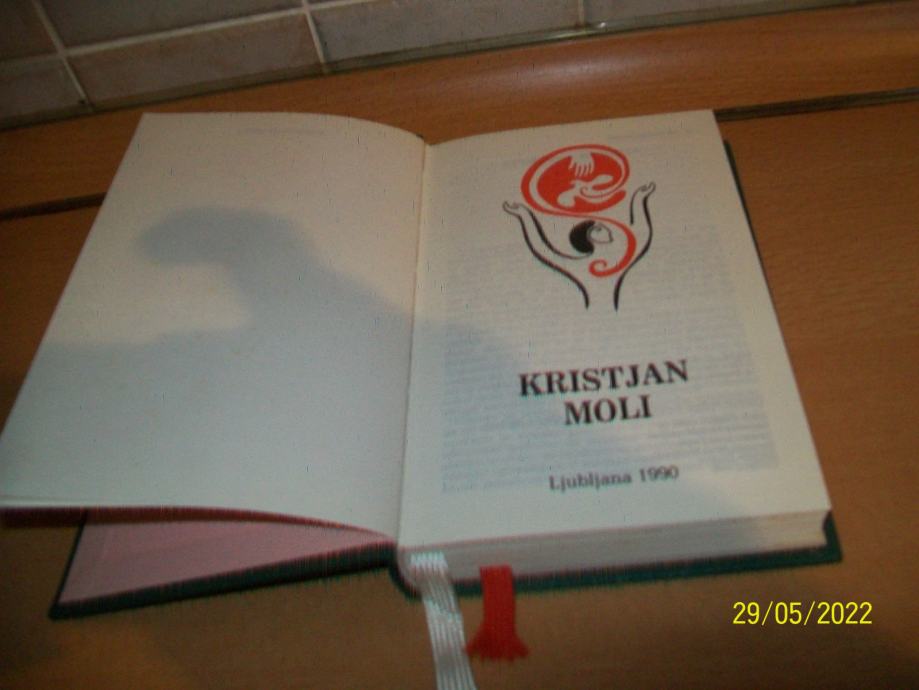 KRISTJAN
MOLI
Ljubljana 1990
29/05/2022